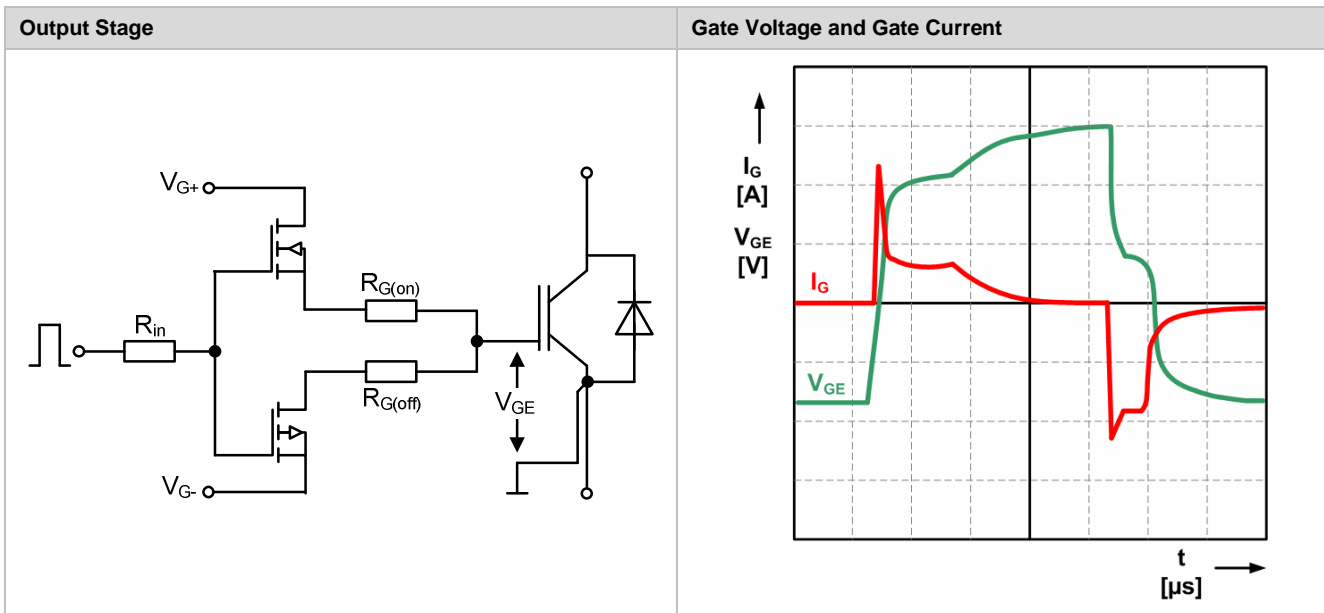 Output Stage
Gate Voltage and Gate Current
VG+
RG(on)
Rin
RG(off)
VGE
VG-
IG
[A]
VGE
[V]
IG
VGE
t
[µs]